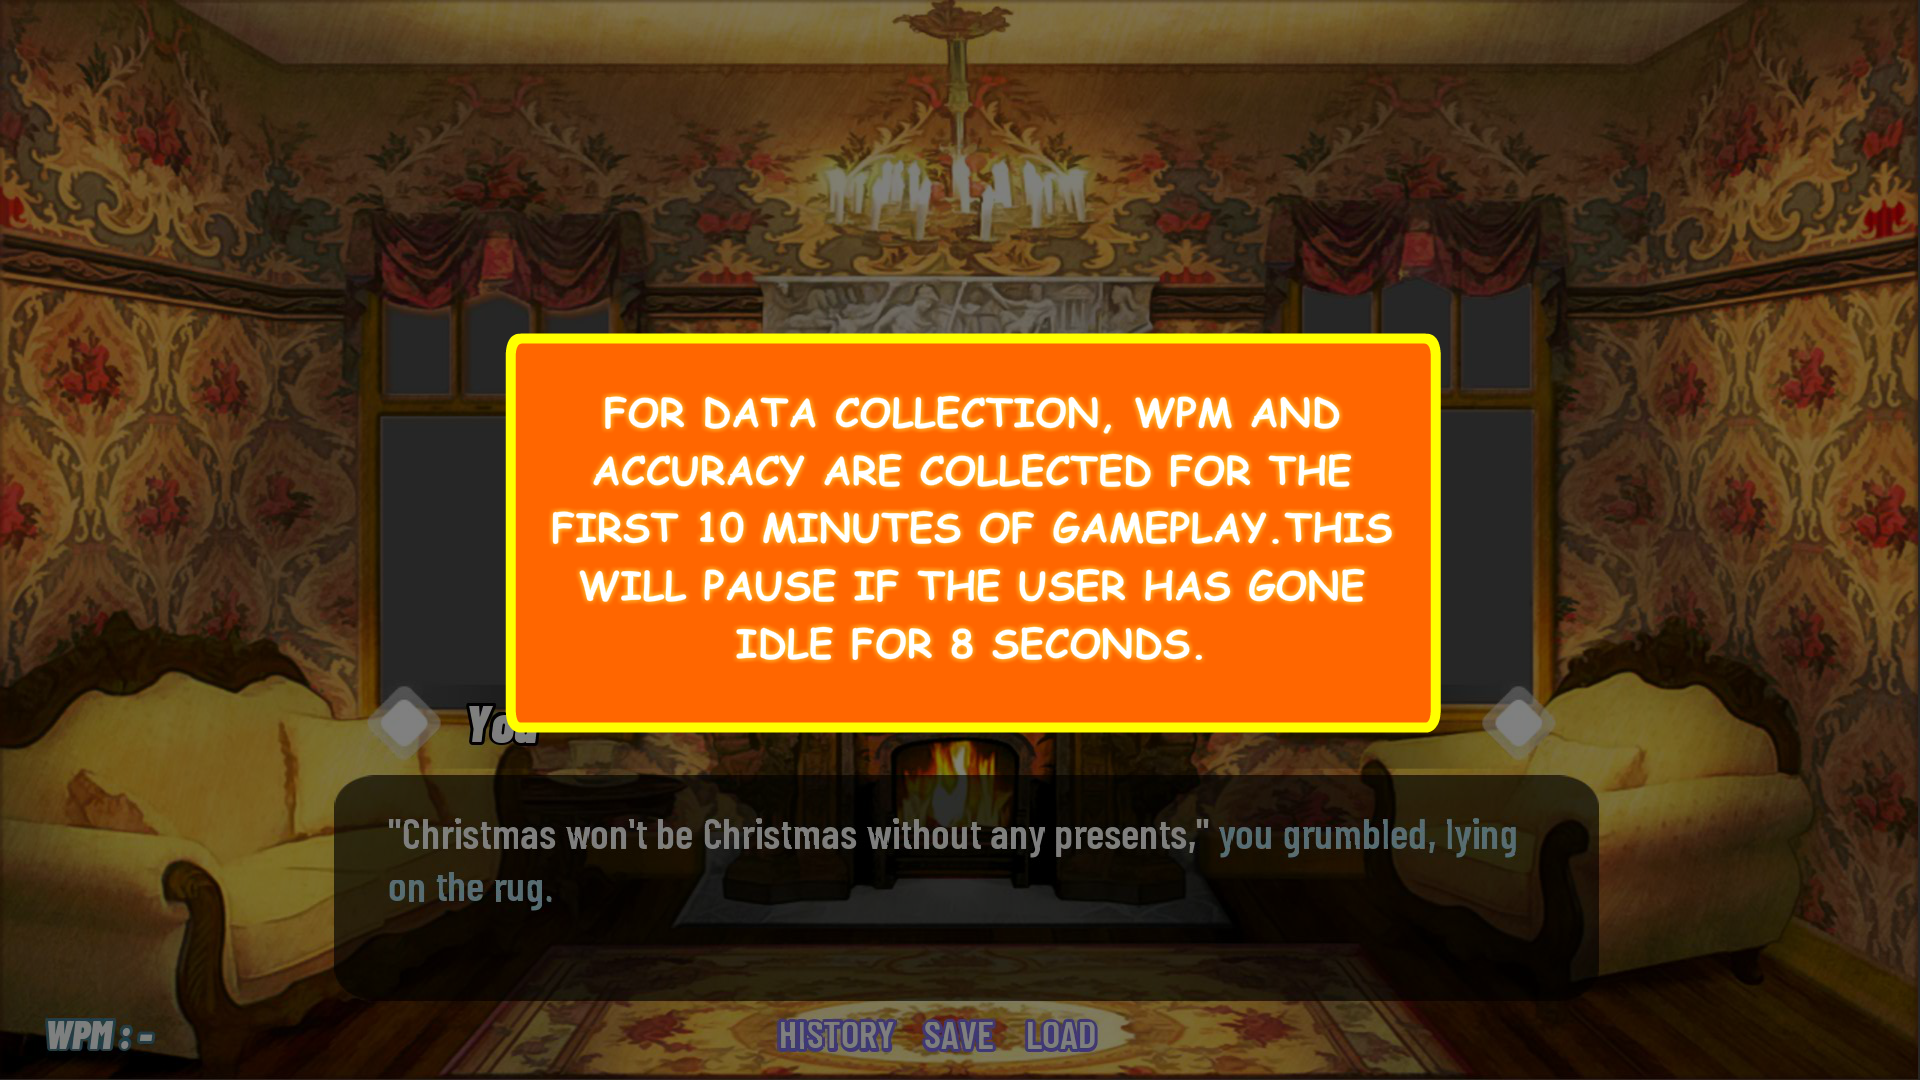 FOR DATA COLLECTION, WPM AND
ACCURACY ARE COLLECTED FOR THE
FIRST 10 MINUTES OF GAMEPLAY.THIS
WILL PAUSE IF THE USER HAS GONE
IDLE FOR 8 SECONDS.
You
"Christmas won't be Christmas without any presents," you grumbled, lying
on the rug.
WPM : -
HISTORY SAVE LOAD